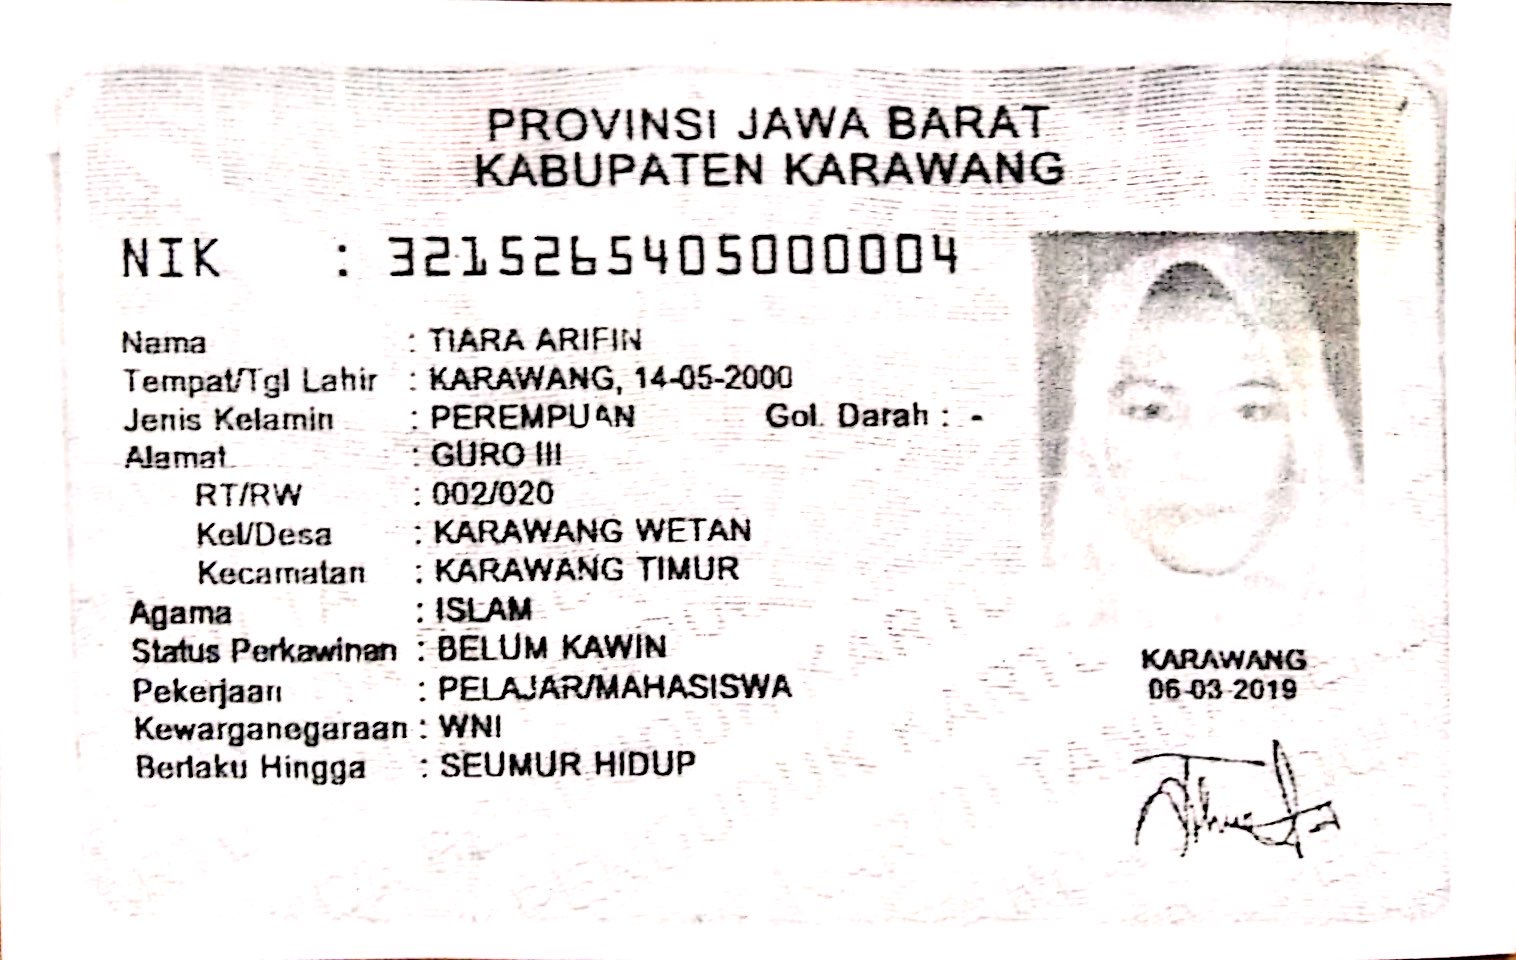 PROVINSI JAWA BARAT
KABUPATEN KARAWANG
NIK : 3215265405000004
Nama : TIARA ARIFIN
Tempat/Tgl Lahir : KARAWANG, 14-05-2000
Jenis Kelamin : PEREMPUAN Gol. Darah : -
Alamat : GURO III
RT/RW : 002/020
Kel/Desa : KARAWANG WETAN
Kecamatan : KARAWANG TIMUR
Agama : ISLAM
Status Perkawinan : BELUM KAWIN
Pekerjaan : PELAJAR/MAHASISWA
Kewarganegaraan : WNI
Berlaku Hingga : SEUMUR HIDUP
KARAWANG
06-03-2019